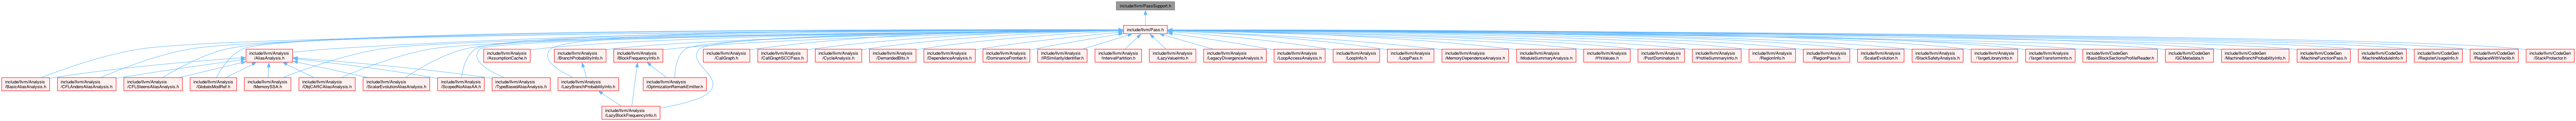 include/llvm/PassSupport.h
include/llvm/Pass.h
include/llvm/Analysis
/AliasAnalysis.h
include/llvm/Analysis
/AssumptionCache.h
include/llvm/Analysis
/BranchProbabilityInfo.h
include/llvm/Analysis
/BlockFrequencyInfo.h
include/llvm/Analysis
/CallGraph.h
include/llvm/Analysis
/CallGraphSCCPass.h
include/llvm/Analysis
/CycleAnalysis.h
include/llvm/Analysis
/DemandedBits.h
include/llvm/Analysis
/DependenceAnalysis.h
include/llvm/Analysis
/DominanceFrontier.h
include/llvm/Analysis
/IRSimilarityIdentifier.h
include/llvm/Analysis
/IntervalPartition.h
include/llvm/Analysis
/LazyValueInfo.h
include/llvm/Analysis
/LegacyDivergenceAnalysis.h
include/llvm/Analysis
/LoopAccessAnalysis.h
include/llvm/Analysis
/LoopInfo.h
include/llvm/Analysis
/LoopPass.h
include/llvm/Analysis
/MemoryDependenceAnalysis.h
include/llvm/Analysis
/ModuleSummaryAnalysis.h
include/llvm/Analysis
/PhiValues.h
include/llvm/Analysis
/PostDominators.h
include/llvm/Analysis
/ProfileSummaryInfo.h
include/llvm/Analysis
/RegionInfo.h
include/llvm/Analysis
/RegionPass.h
include/llvm/Analysis
/ScalarEvolution.h
include/llvm/Analysis
/StackSafetyAnalysis.h
include/llvm/Analysis
/TargetLibraryInfo.h
include/llvm/Analysis
/TargetTransformInfo.h
include/llvm/CodeGen
/BasicBlockSectionsProfileReader.h
include/llvm/CodeGen
/GCMetadata.h
include/llvm/CodeGen
/MachineBranchProbabilityInfo.h
include/llvm/CodeGen
/MachineFunctionPass.h
include/llvm/CodeGen
/MachineModuleInfo.h
include/llvm/CodeGen
/RegisterUsageInfo.h
include/llvm/CodeGen
/ReplaceWithVeclib.h
include/llvm/CodeGen
/StackProtector.h
include/llvm/Analysis
/BasicAliasAnalysis.h
include/llvm/Analysis
/CFLAndersAliasAnalysis.h
include/llvm/Analysis
/CFLSteensAliasAnalysis.h
include/llvm/Analysis
/GlobalsModRef.h
include/llvm/Analysis
/MemorySSA.h
include/llvm/Analysis
/ObjCARCAliasAnalysis.h
include/llvm/Analysis
/ScalarEvolutionAliasAnalysis.h
include/llvm/Analysis
/ScopedNoAliasAA.h
include/llvm/Analysis
/TypeBasedAliasAnalysis.h
include/llvm/Analysis
/LazyBranchProbabilityInfo.h
include/llvm/Analysis
/OptimizationRemarkEmitter.h
include/llvm/Analysis
/LazyBlockFrequencyInfo.h